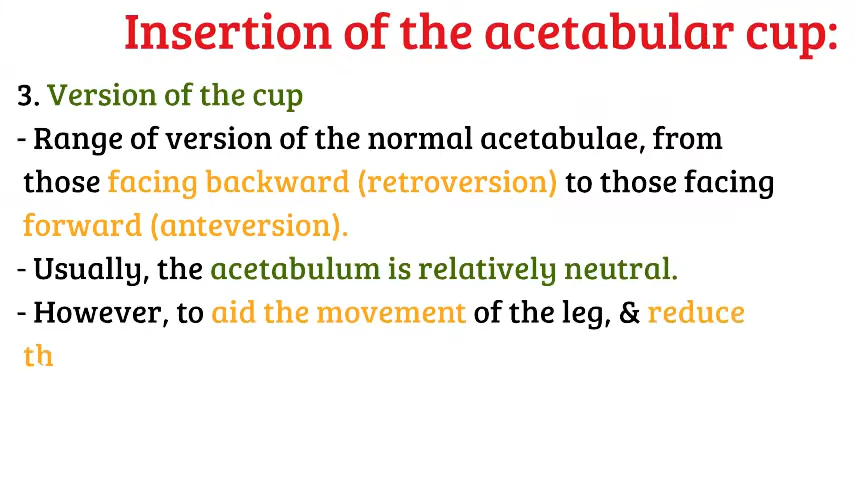 Insertion of the acetabular cup:
3. Version of the cup
- Range of version of the normal acetabulae, from
those facing backward (retroversion) to those facing
forward (anteversion).
- Usually, the acetabulum is relatively neutral.
- However, to aid the movement of the leg, & reduce
th